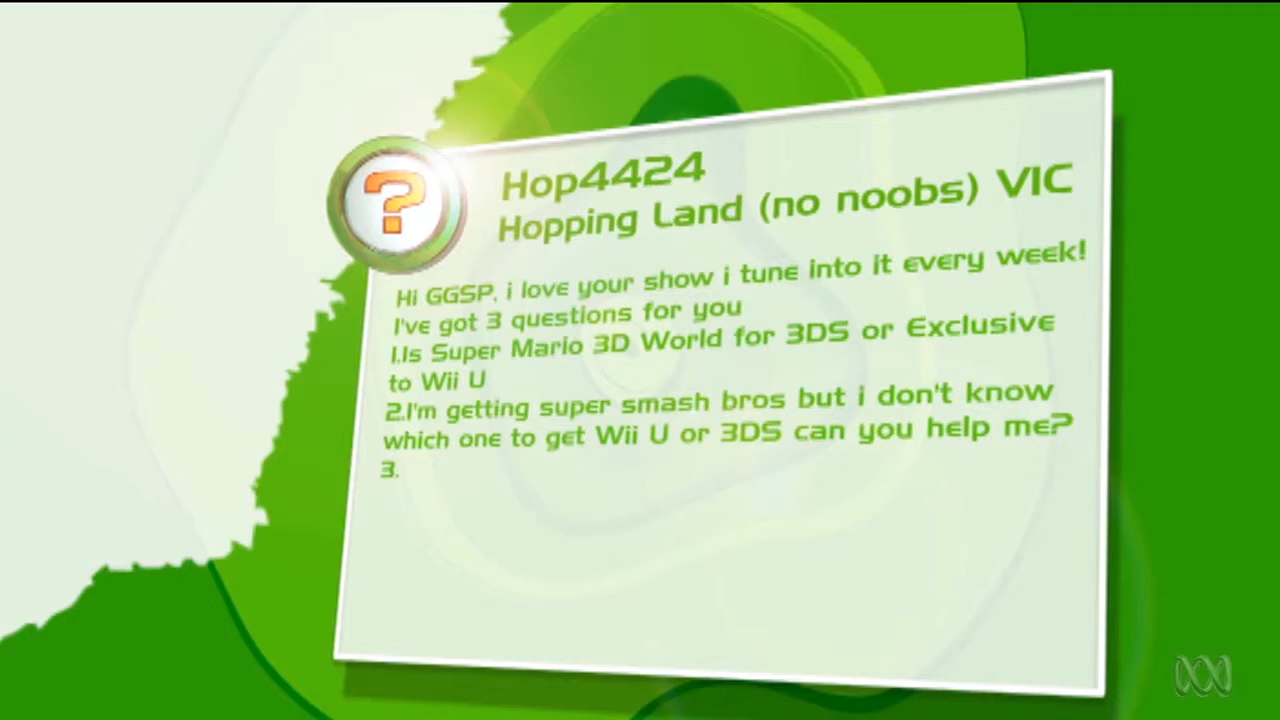 ?
Hop4424
Hopping Land (no noobs) VIC
Hi GGSP, i love your show i tune into it every week!
I've got 3 questions for you
1.Is Super Mario 3D World for 3DS or Exclusive
to Wii U
2.I'm getting super smash bros but i don't know
which one to get Wii U or 3DS can you help me?
3.